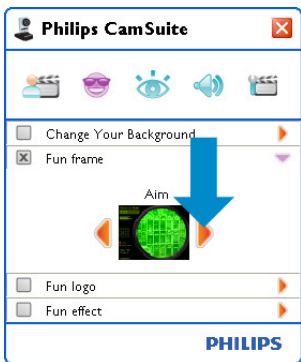 Philips CamSuite
Change Your Background
Fun frame
Aim
Fun logo
Fun effect
PHILIPS